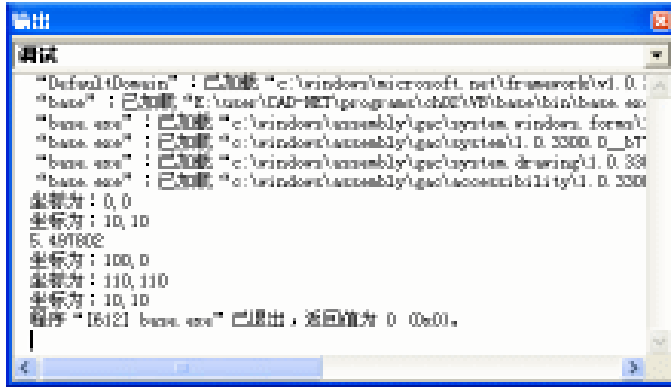 输出
调试
"DefaultDomain"：已加载 "c:\windows\microsoft.net\framework\v1.0.
"base"：已加载 "E:\user\CAD-NET\programs\ch02\VB\base\bin\base.exe
"base.exe"：已加载 "c:\windows\assembly\gac\system.windows.forms\
"base.exe"：已加载 "c:\windows\assembly\gac\system\1.0.3300.0__b7
"base.exe"：已加载 "c:\windows\assembly\gac\system.drawing\1.0.33
"base.exe"：已加载 "c:\windows\assembly\gac\accessibility\1.0.330
坐标为：0,0
坐标为：10,10
5.497802
坐标为：100,0
坐标为：110,110
坐标为：10,10
程序 "[612] base.exe" 已退出，返回值为 0 (0x0)。